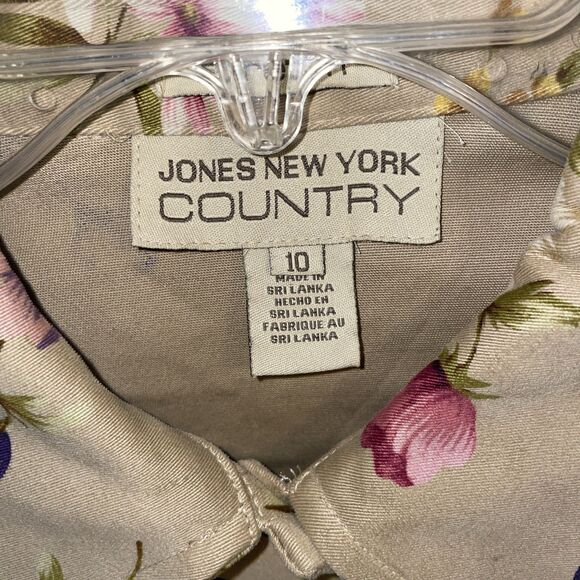 JONES NEW YORK
COUNTRY
10
MADE IN
SRI LANKA
HECHO EN
SRI LANKA
FABRIQUE AU
SRI LANKA